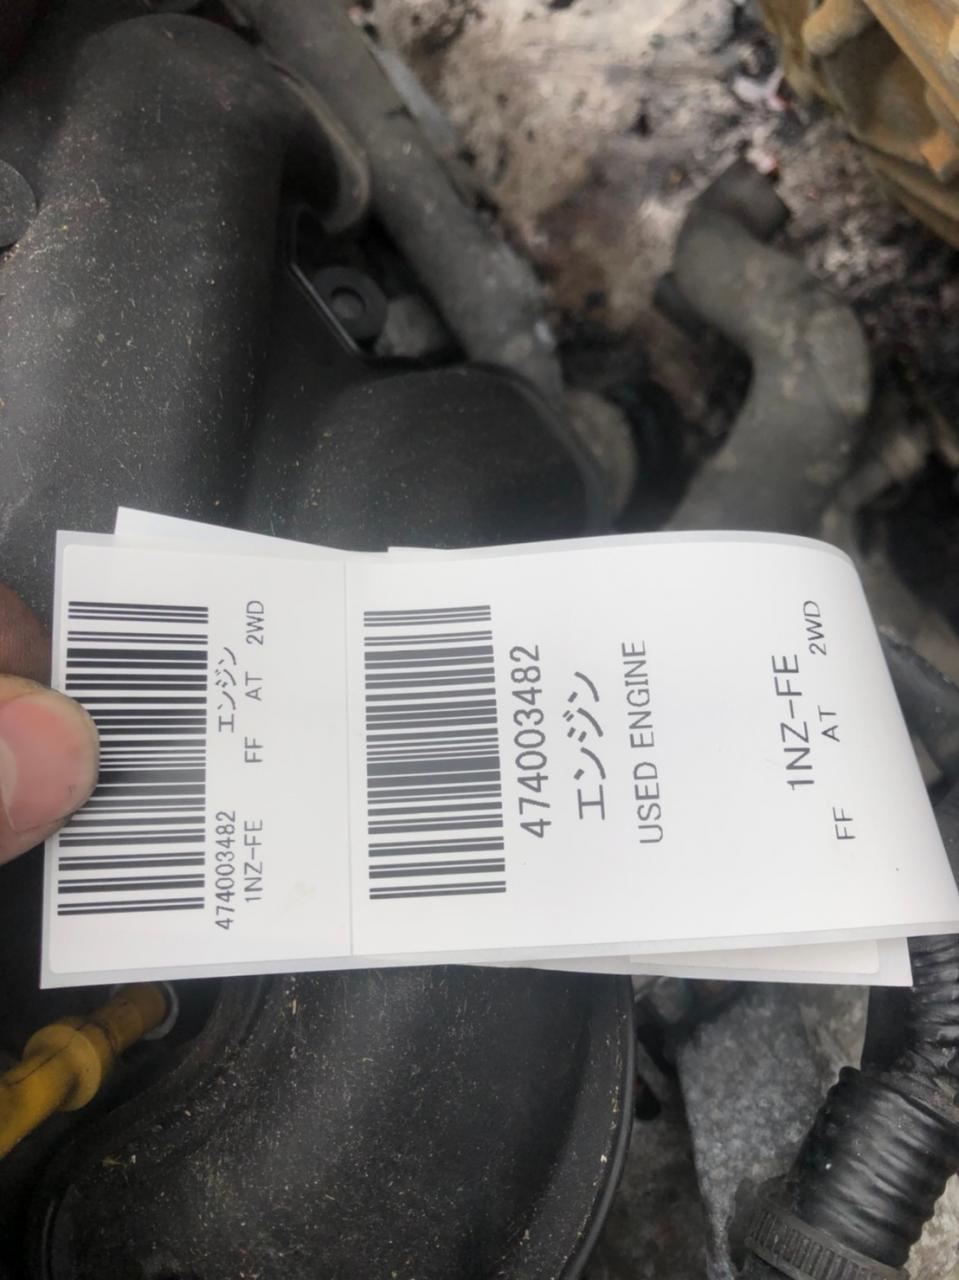 474003482 エンジン
1NZ-FE FF AT 2WD
474003482
エンジン
USED ENGINE
1NZ-FE
FF AT 2WD